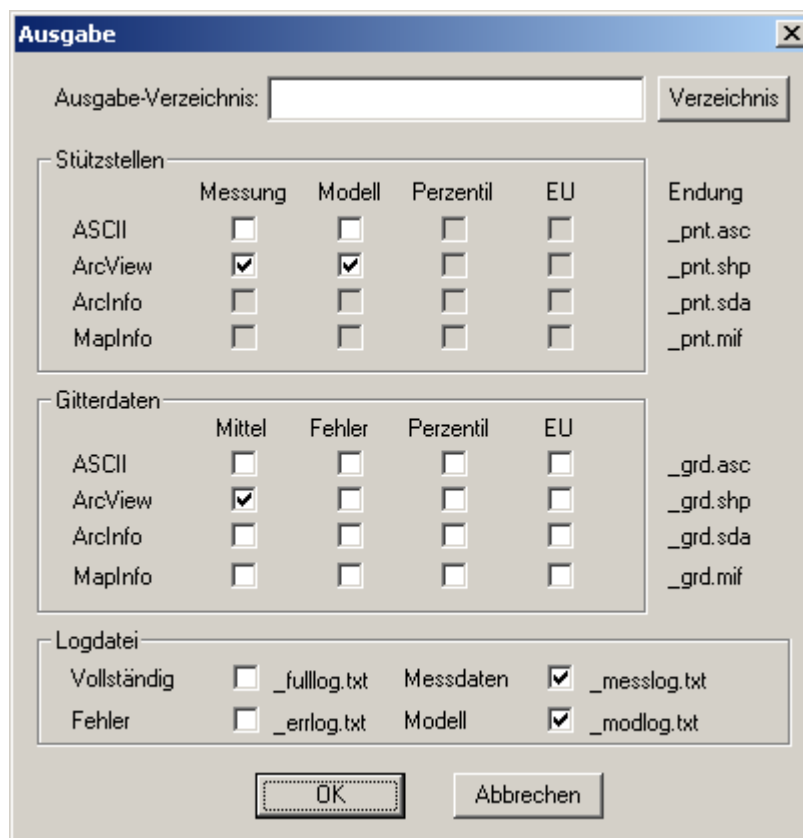 Ausgabe
Ausgabe-Verzeichnis: Verzeichnis
Stützstellen
Messung Modell Perzentil EU Endung
ASCII _pnt.asc
ArcView _pnt.shp
ArcInfo _pnt.sda
MapInfo _pnt.mif
Gitterdaten
Mittel Fehler Perzentil EU
ASCII _grd.asc
ArcView _grd.shp
ArcInfo _grd.sda
MapInfo _grd.mif
Logdatei
Vollständig _fulllog.txt Messdaten _messlog.txt
Fehler _errlog.txt Modell _modlog.txt
OK Abbrechen